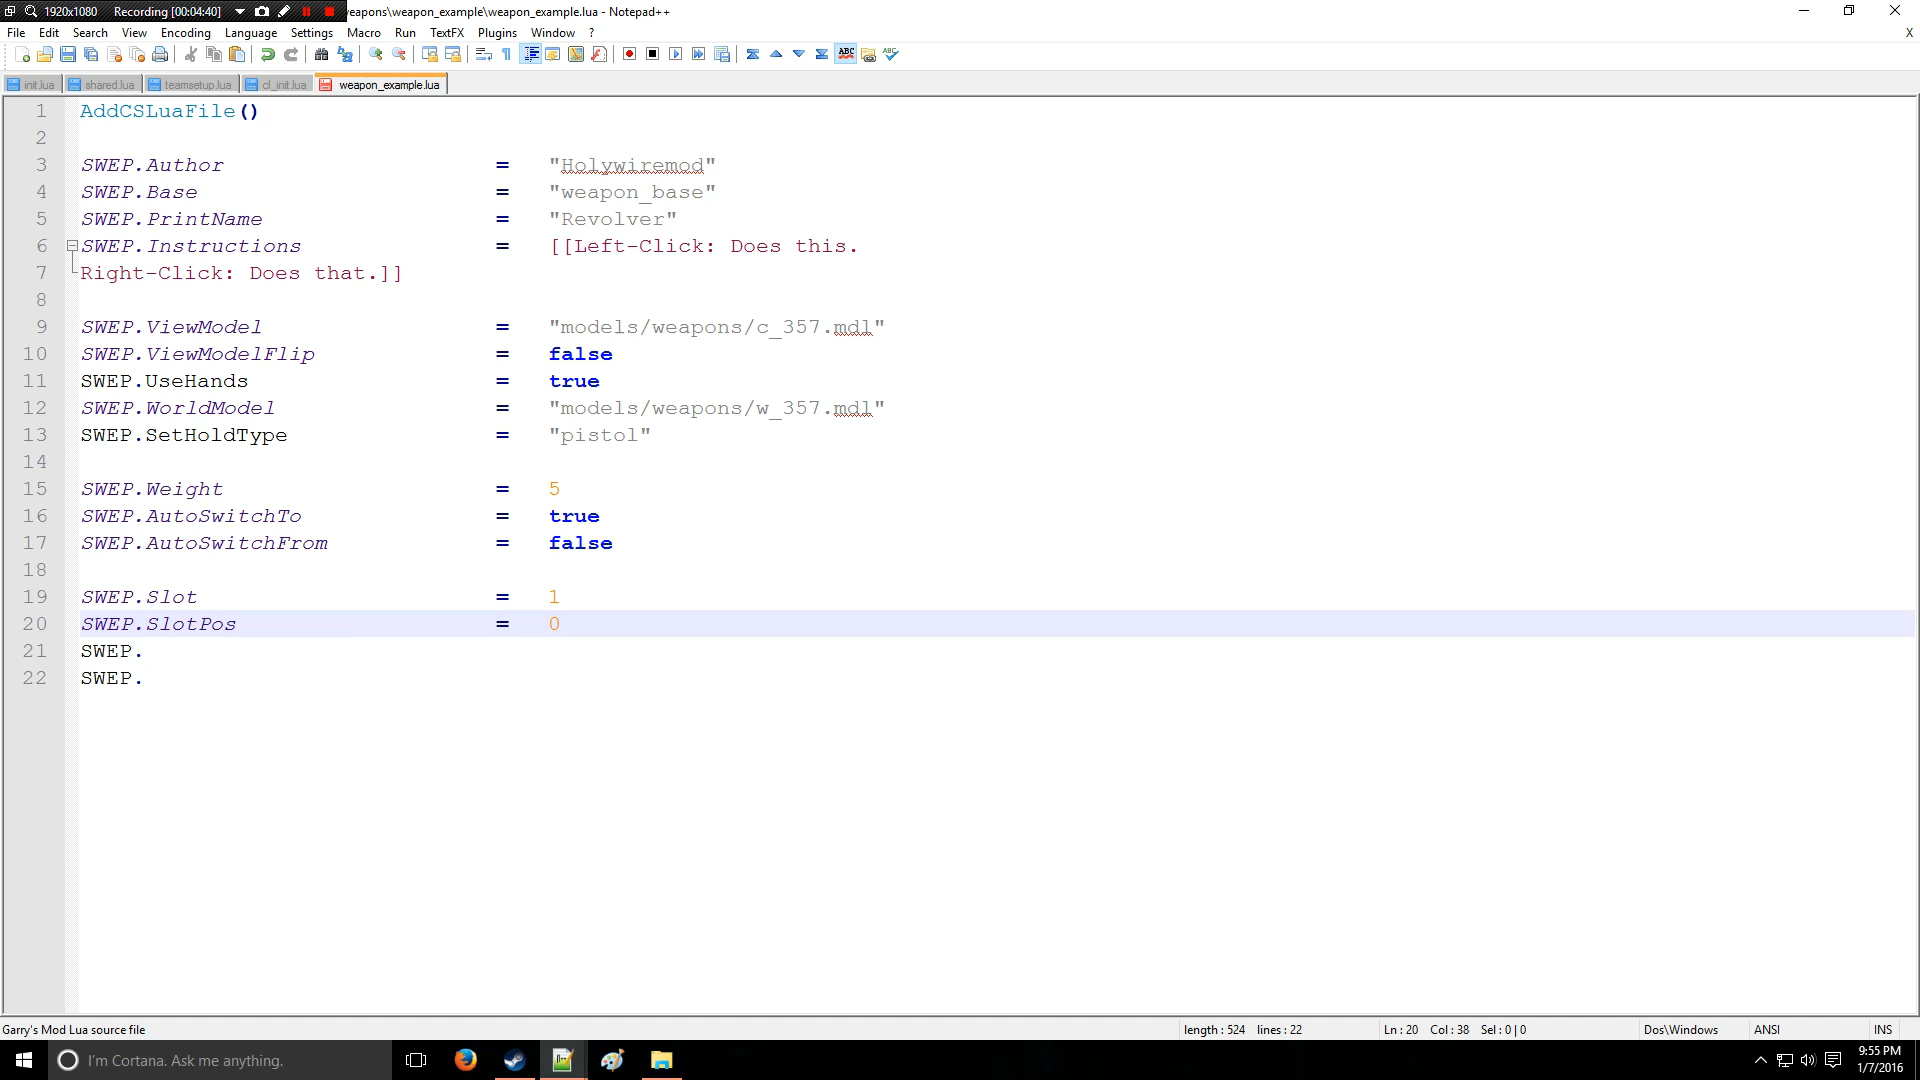 1920x1080 Recording [00:04:40] eapons\weapon_example\weapon_example.lua - Notepad++
File Edit Search View Encoding Language Settings Macro Run TextFX Plugins Window ? X
init.lua shared.lua teamsetup.lua cl_init.lua weapon_example.lua
1 AddCSLuaFile()
2
3 SWEP.Author = "Holywiremod"
4 SWEP.Base = "weapon_base"
5 SWEP.PrintName = "Revolver"
6 SWEP.Instructions = [[Left-Click: Does this.
7 Right-Click: Does that.]]
8
9 SWEP.ViewModel = "models/weapons/c_357.mdl"
10 SWEP.ViewModelFlip = false
11 SWEP.UseHands = true
12 SWEP.WorldModel = "models/weapons/w_357.mdl"
13 SWEP.SetHoldType = "pistol"
14
15 SWEP.Weight = 5
16 SWEP.AutoSwitchTo = true
17 SWEP.AutoSwitchFrom = false
18
19 SWEP.Slot = 1
20 SWEP.SlotPos = 0
21 SWEP.
22 SWEP.
Garry's Mod Lua source file length : 524 lines : 22 Ln : 20 Col : 38 Sel : 0 | 0 Dos\Windows ANSI INS
I'm Cortana. Ask me anything. 9:55 PM
1/7/2016